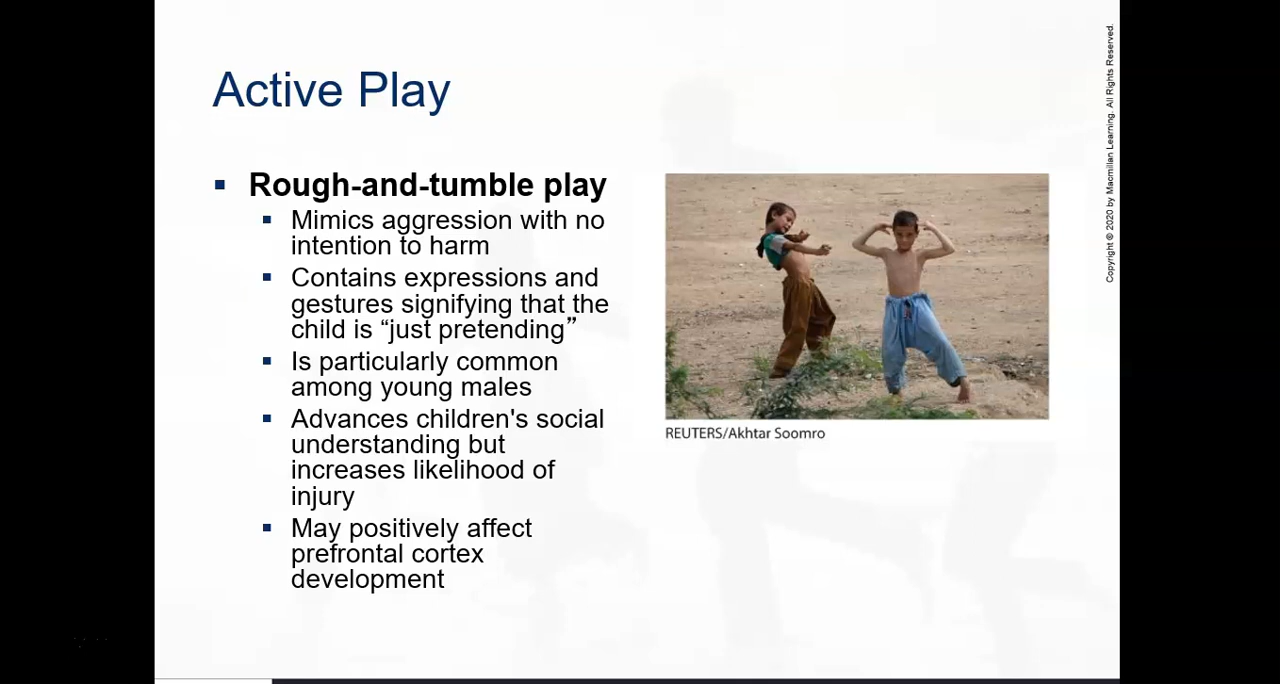 Active Play
▪ Rough-and-tumble play
▪ Mimics aggression with no
intention to harm
▪ Contains expressions and
gestures signifying that the
child is “just pretending”
▪ Is particularly common
among young males
▪ Advances children's social
understanding but
increases likelihood of
injury
▪ May positively affect
prefrontal cortex
development
REUTERS/Akhtar Soomro
Copyright © 2020 by Macmillan Learning. All Rights Reserved.